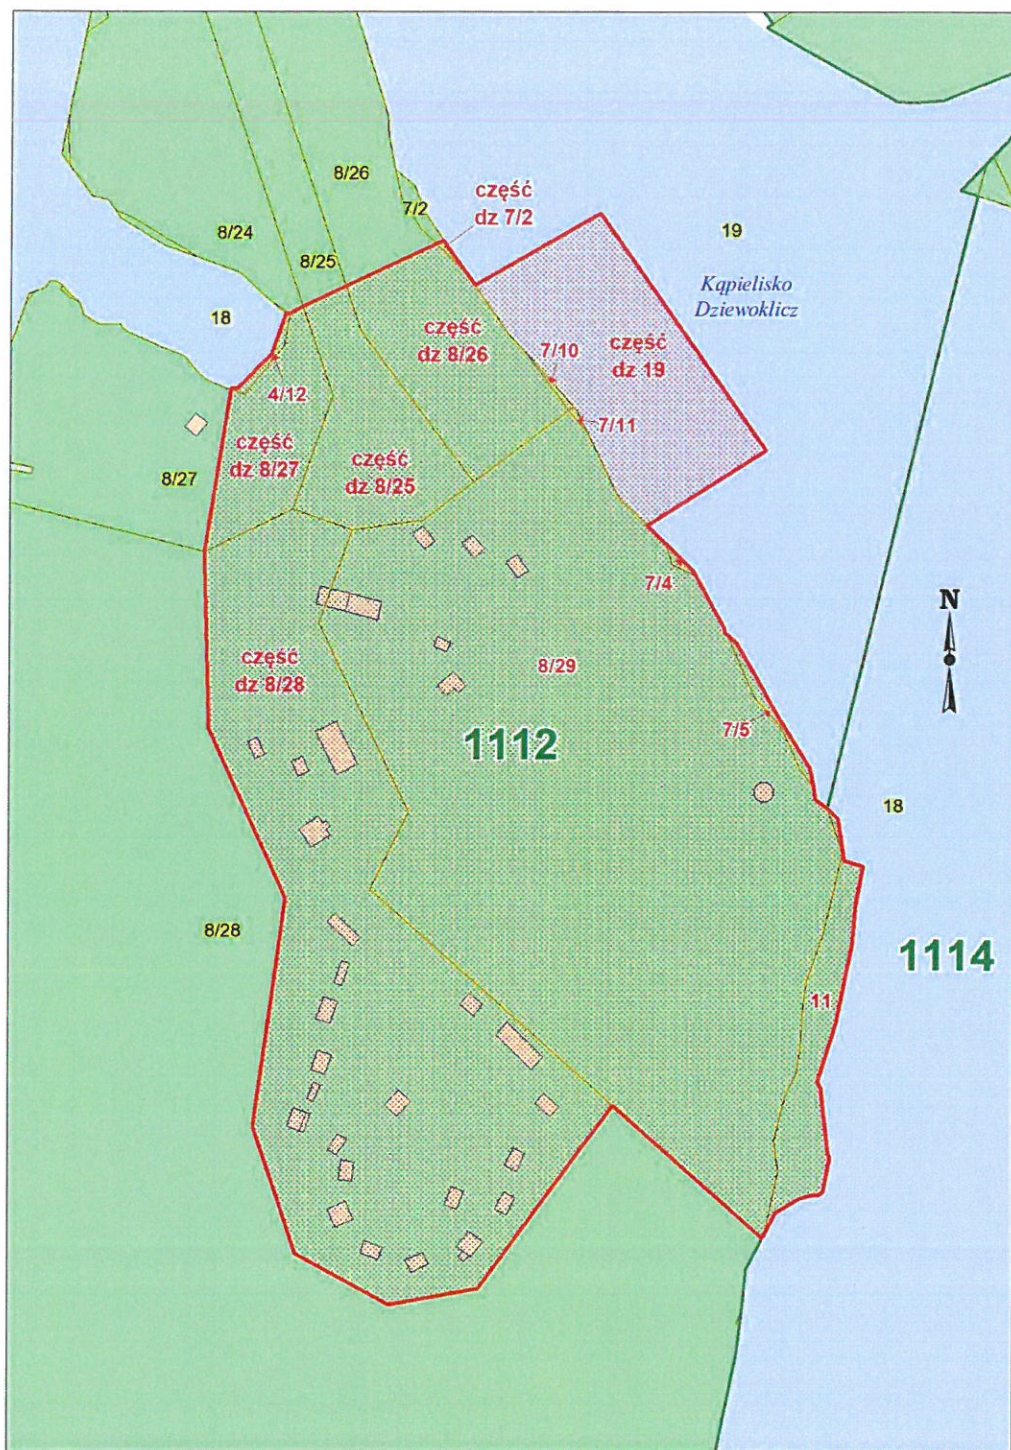 8/26
część
dz 7/2
7/2
8/24
19
8/25
Kąpielisko
Dziewoklicz
18
część
dz 8/26
część
dz 19
7/10
4/12
7/11
część
dz 8/27
część
dz 8/25
8/27
7/4
N
część
dz 8/28
8/29
7/5
1112
18
8/28
1114
11